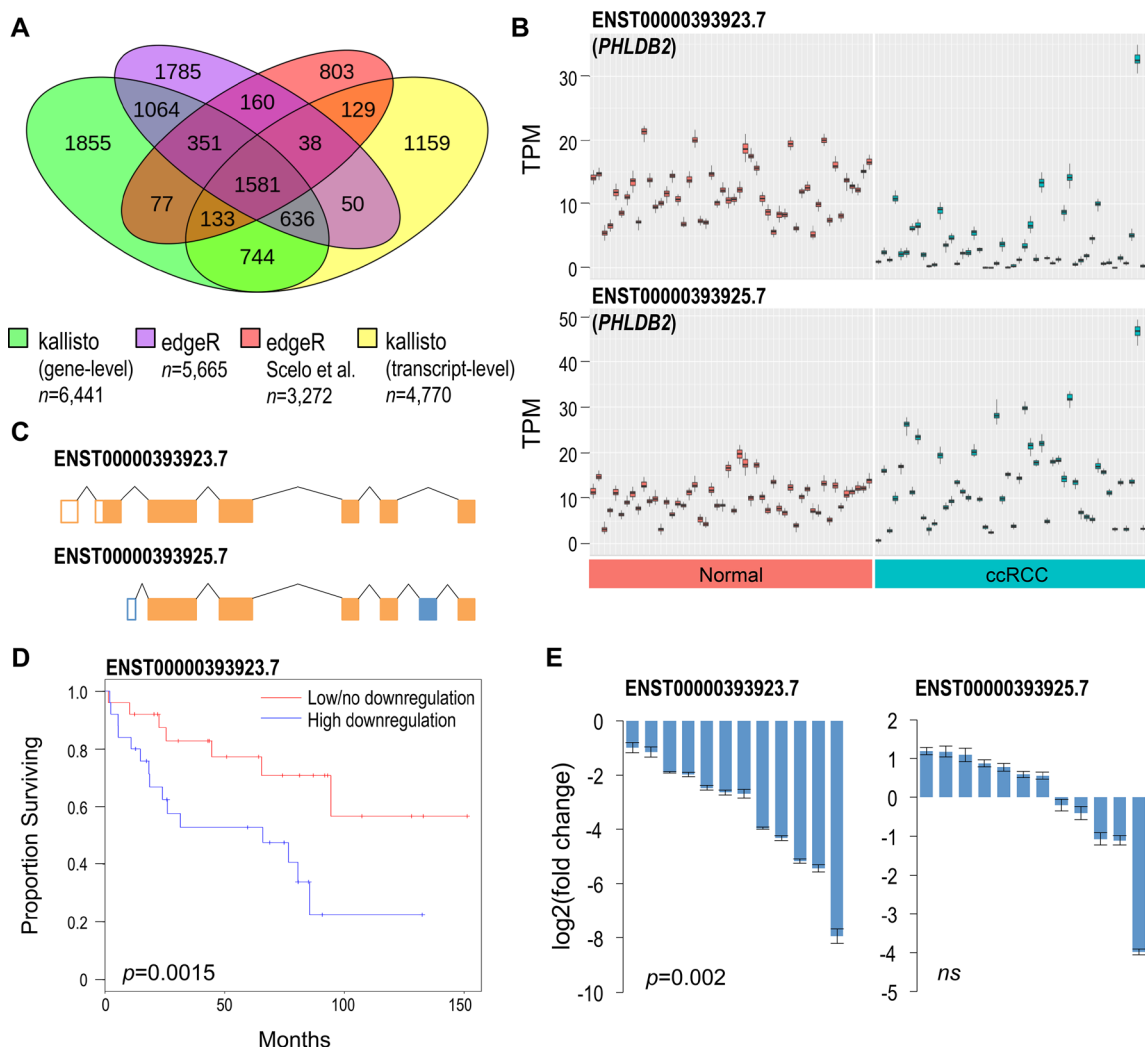 A
1855
1064
1785
160
803
129
1159
351
38
1581
77
133
636
50
744
kallisto
(gene-level)
n=6,441
edgeR
n=5,665
edgeR
Scelo et al.
n=3,272
kallisto
(transcript-level)
n=4,770
B
ENST00000393923.7
(PHLDB2)
TPM
30
20
10
0
ENST00000393925.7
(PHLDB2)
TPM
50
40
30
20
10
0
Normal
ccRCC
C
ENST00000393923.7
ENST00000393925.7
D
ENST00000393923.7
Low/no downregulation
High downregulation
Proportion Surviving
1.0
0.8
0.6
0.4
0.2
0
p=0.0015
0
50
100
150
Months
E
ENST00000393923.7
log2(fold change)
0
-2
-4
-6
-8
-10
p=0.002
ENST00000393925.7
2
1
0
-1
-2
-3
-4
-5
ns